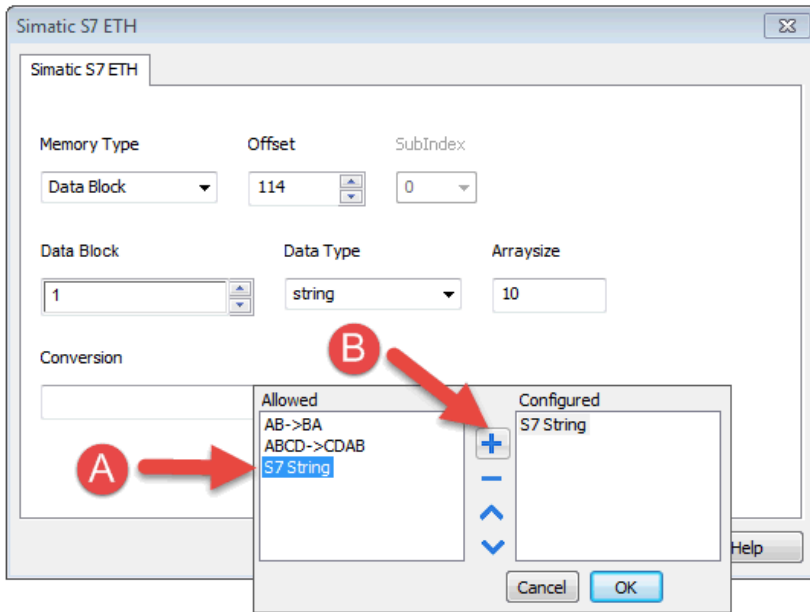 Simatic S7 ETH
Simatic S7 ETH
Memory Type Offset SubIndex
Data Block 114 0
Data Block Data Type Arraysize
1 string 10
Conversion
B
Allowed Configured
AB->BA S7 String
ABCD->CDAB
S7 String
A
Help
Cancel OK